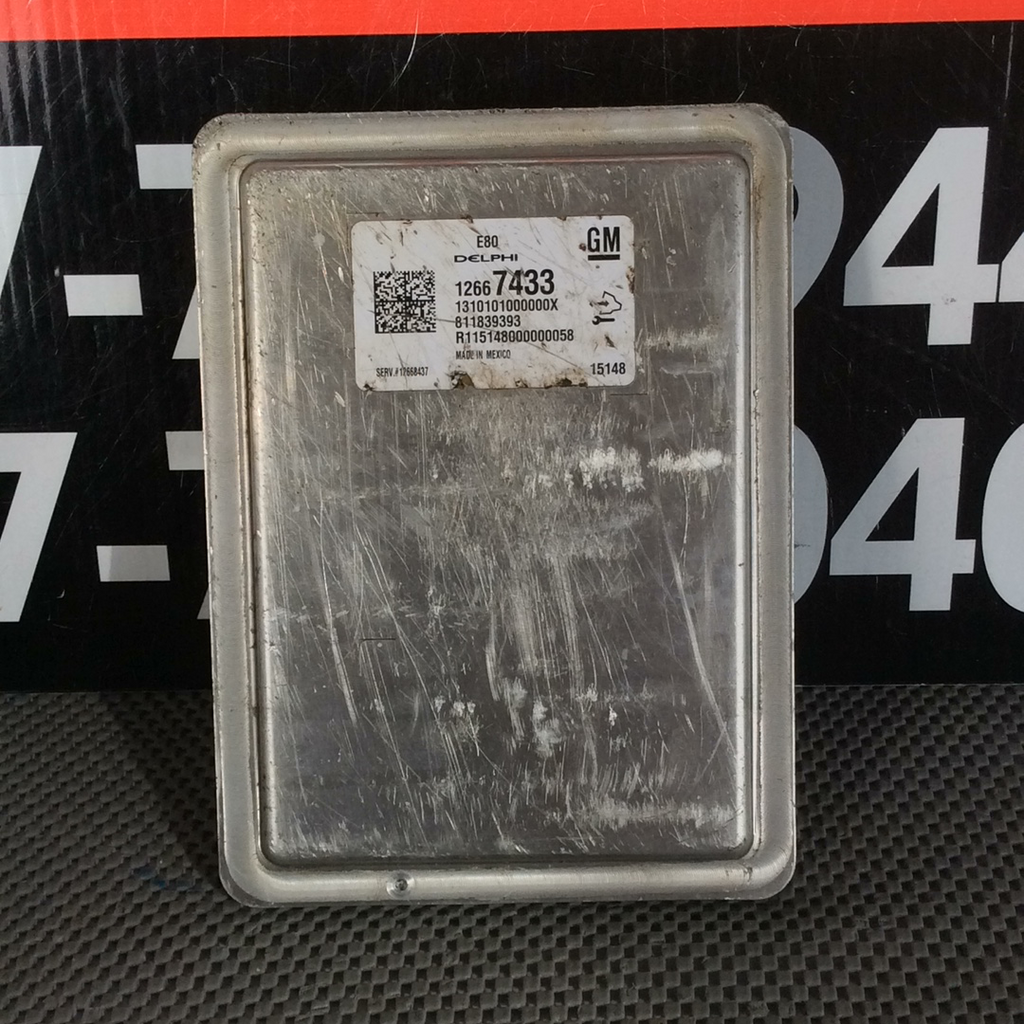 E80
GM
DELPHI
12667433
1310101000000X
811839393
R115148000000058
MADE IN MEXICO
SERV.#12668437
15148